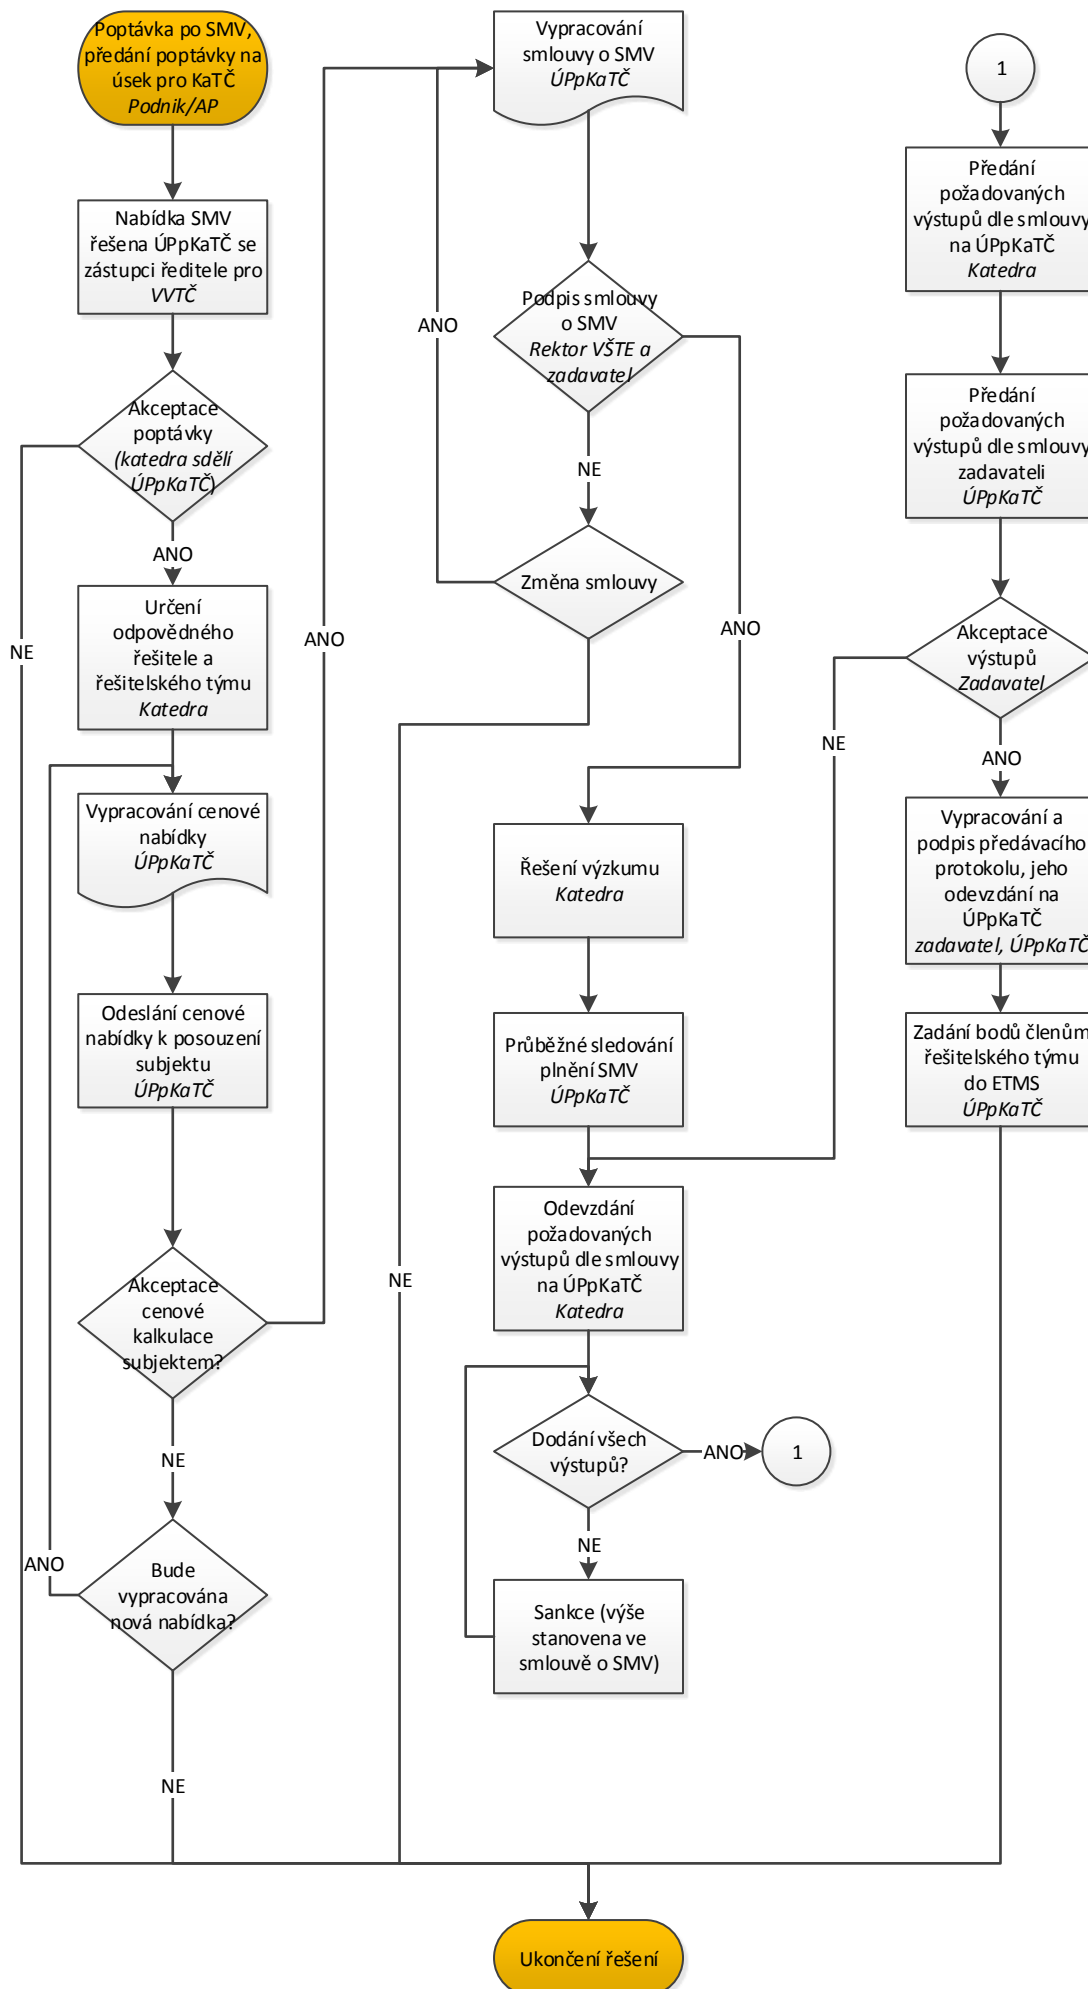 Poptávka po SMV,
předání poptávky na
úsek pro KaTČ
Podnik/AP
Nabídka SMV
řešena ÚPpKaTČ se
zástupci ředitele pro
VVTČ
Akceptace
poptávky
(katedra sdělí
ÚPpKaTČ)
ANO
NE
Určení
odpovědného
řešitele a
řešitelského týmu
Katedra
Vypracování cenové
nabídky
ÚPpKaTČ
Odeslání cenové
nabídky k posouzení
subjektu
ÚPpKaTČ
Akceptace
cenové
kalkulace
subjektem?
ANO
NE
Bude
vypracována
nová nabídka?
ANO
NE
Vypracování
smlouvy o SMV
ÚPpKaTČ
Podpis smlouvy
o SMV
Rektor VŠTE a
zadavatel
ANO
NE
Změna smlouvy
ANO
NE
Řešení výzkumu
Katedra
Průběžné sledování
plnění SMV
ÚPpKaTČ
Odevzdání
požadovaných
výstupů dle smlouvy
na ÚPpKaTČ
Katedra
Dodání všech
výstupů?
ANO
1
NE
Sankce (výše
stanovena ve
smlouvě o SMV)
1
Předání
požadovaných
výstupů dle smlouvy
na ÚPpKaTČ
Katedra
Předání
požadovaných
výstupů dle smlouvy
zadavateli
ÚPpKaTČ
Akceptace
výstupů
Zadavatel
NE
ANO
Vypracování a
podpis předávacího
protokolu, jeho
odevzdání na
ÚPpKaTČ
zadavatel, ÚPpKaTČ
Zadání bodů členům
řešitelského týmu
do ETMS
ÚPpKaTČ
Ukončení řešení